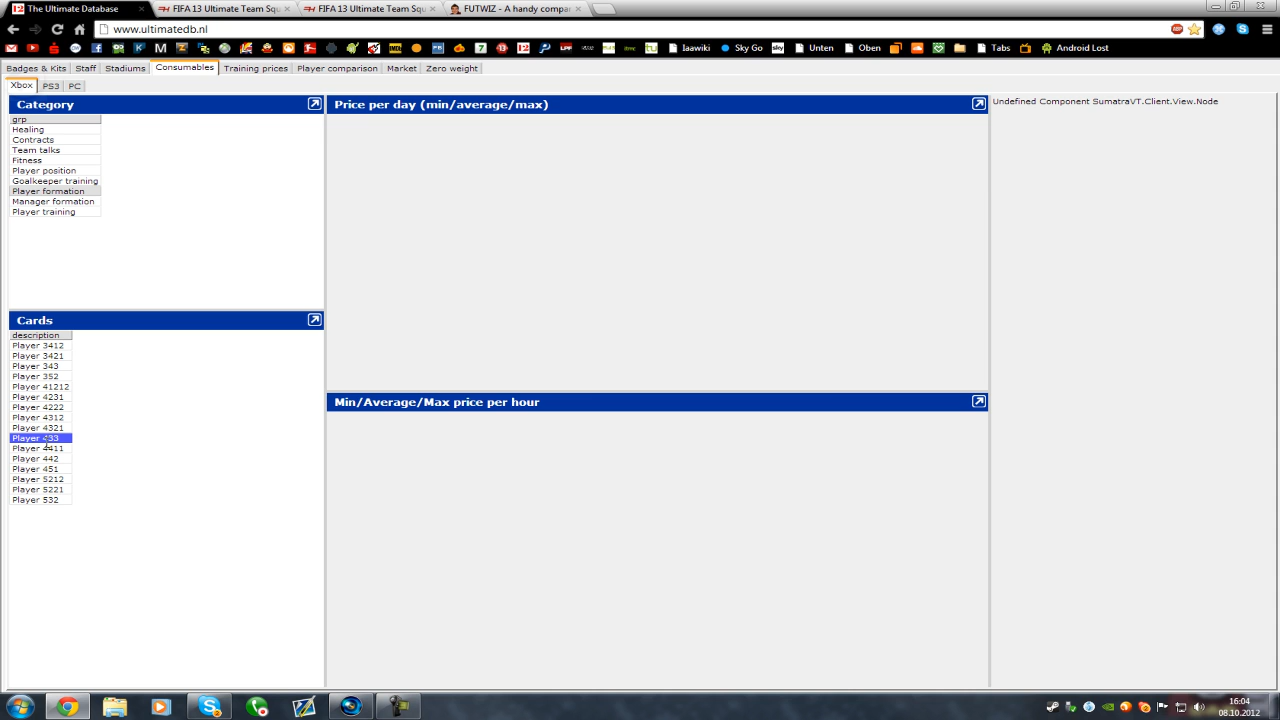 The Ultimate Database
FIFA 13 Ultimate Team Squ
FIFA 13 Ultimate Team Squ
FUTWIZ - A handy compar
www.ultimatedb.nl
laawiki
Sky Go
sky
Unten
Oben
Tabs
Android Lost
Badges & Kits
Staff
Stadiums
Consumables
Training prices
Player comparison
Market
Zero weight
Xbox
PS3
PC
Category
grp
Healing
Contracts
Team talks
Fitness
Player position
Goalkeeper training
Player formation
Manager formation
Player training
Cards
description
Player 3412
Player 3421
Player 343
Player 352
Player 41212
Player 4231
Player 4222
Player 4312
Player 4321
Player 433
Player 4411
Player 442
Player 451
Player 5212
Player 5221
Player 532
Price per day (min/average/max)
Min/Average/Max price per hour
Undefined Component SumatraVT.Client.View.Node
16:04
08.10.2012